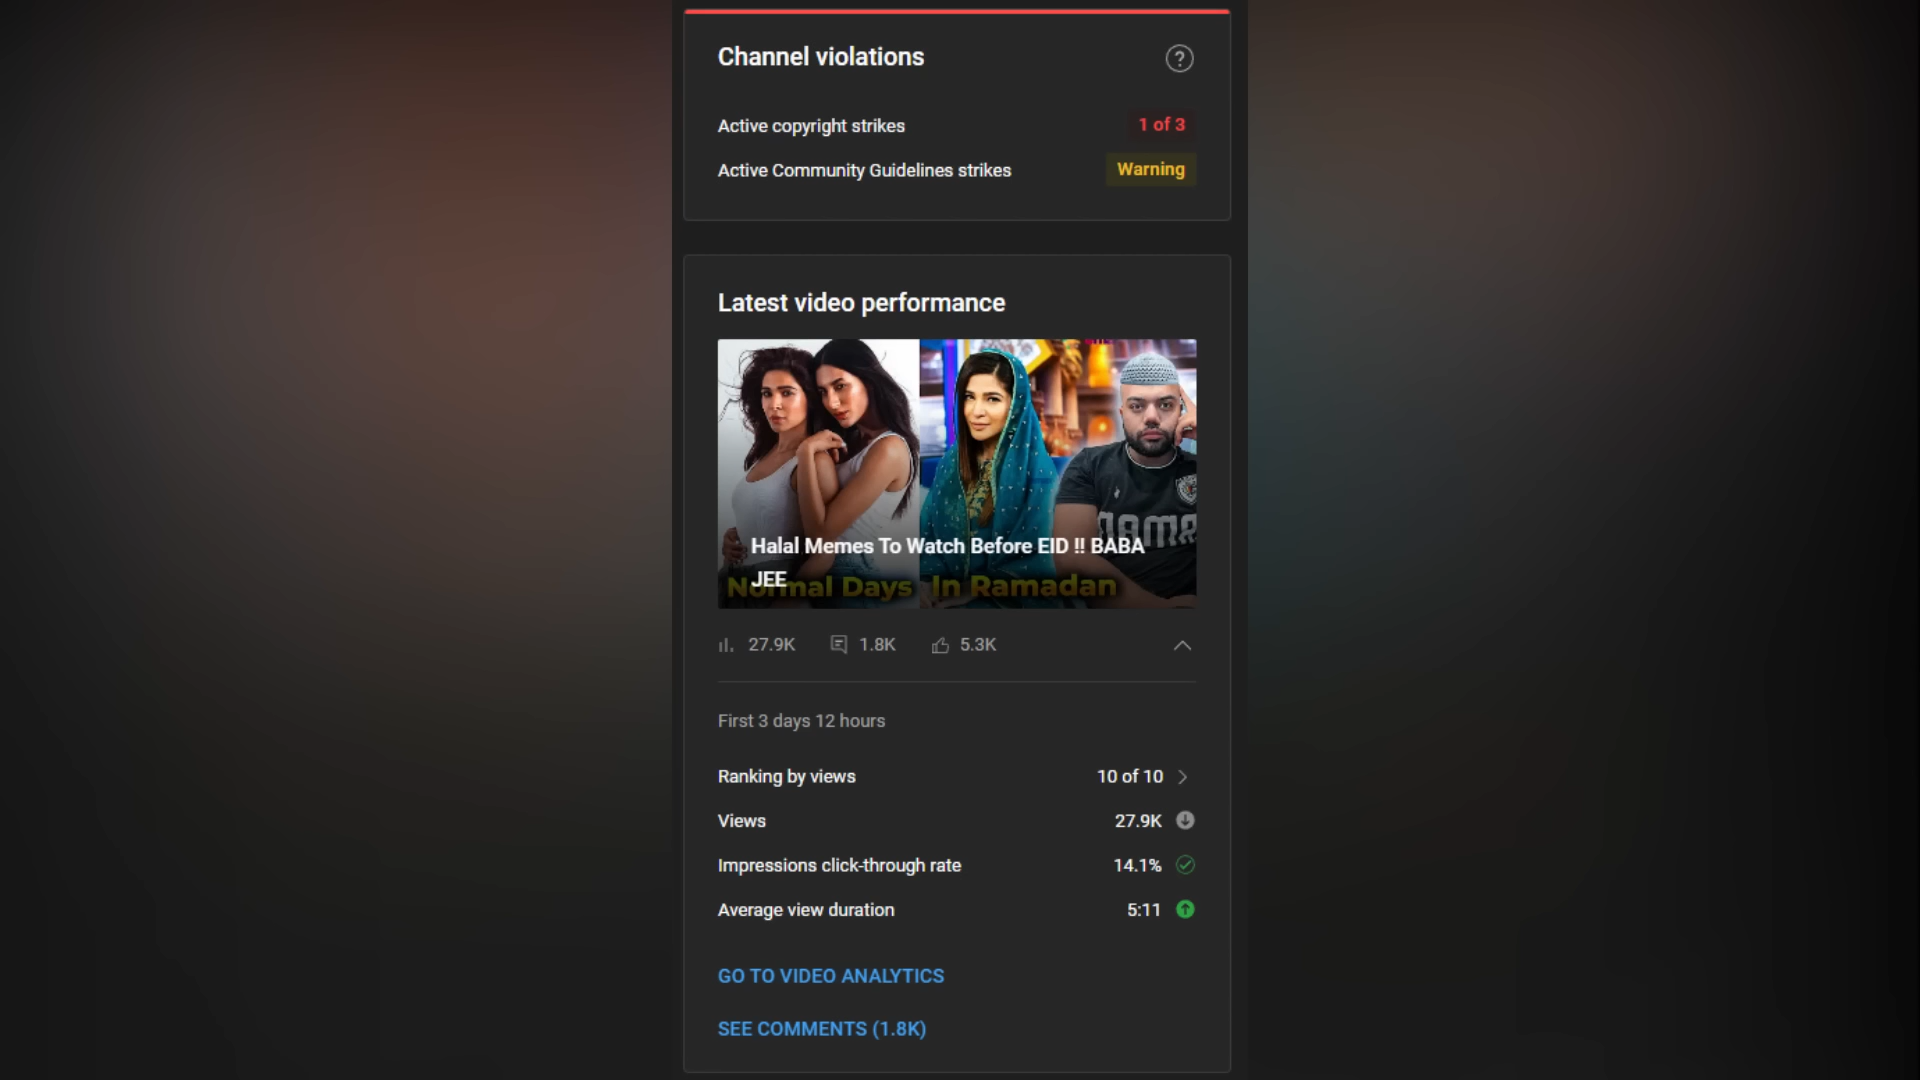 Channel violations
Active copyright strikes 1 of 3
Active Community Guidelines strikes Warning
Latest video performance
Halal Memes To Watch Before EID !! BABA
JEE
Normal Days In Ramadan
27.9K 1.8K 5.3K
First 3 days 12 hours
Ranking by views 10 of 10
Views 27.9K
Impressions click-through rate 14.1%
Average view duration 5:11
GO TO VIDEO ANALYTICS
SEE COMMENTS (1.8K)